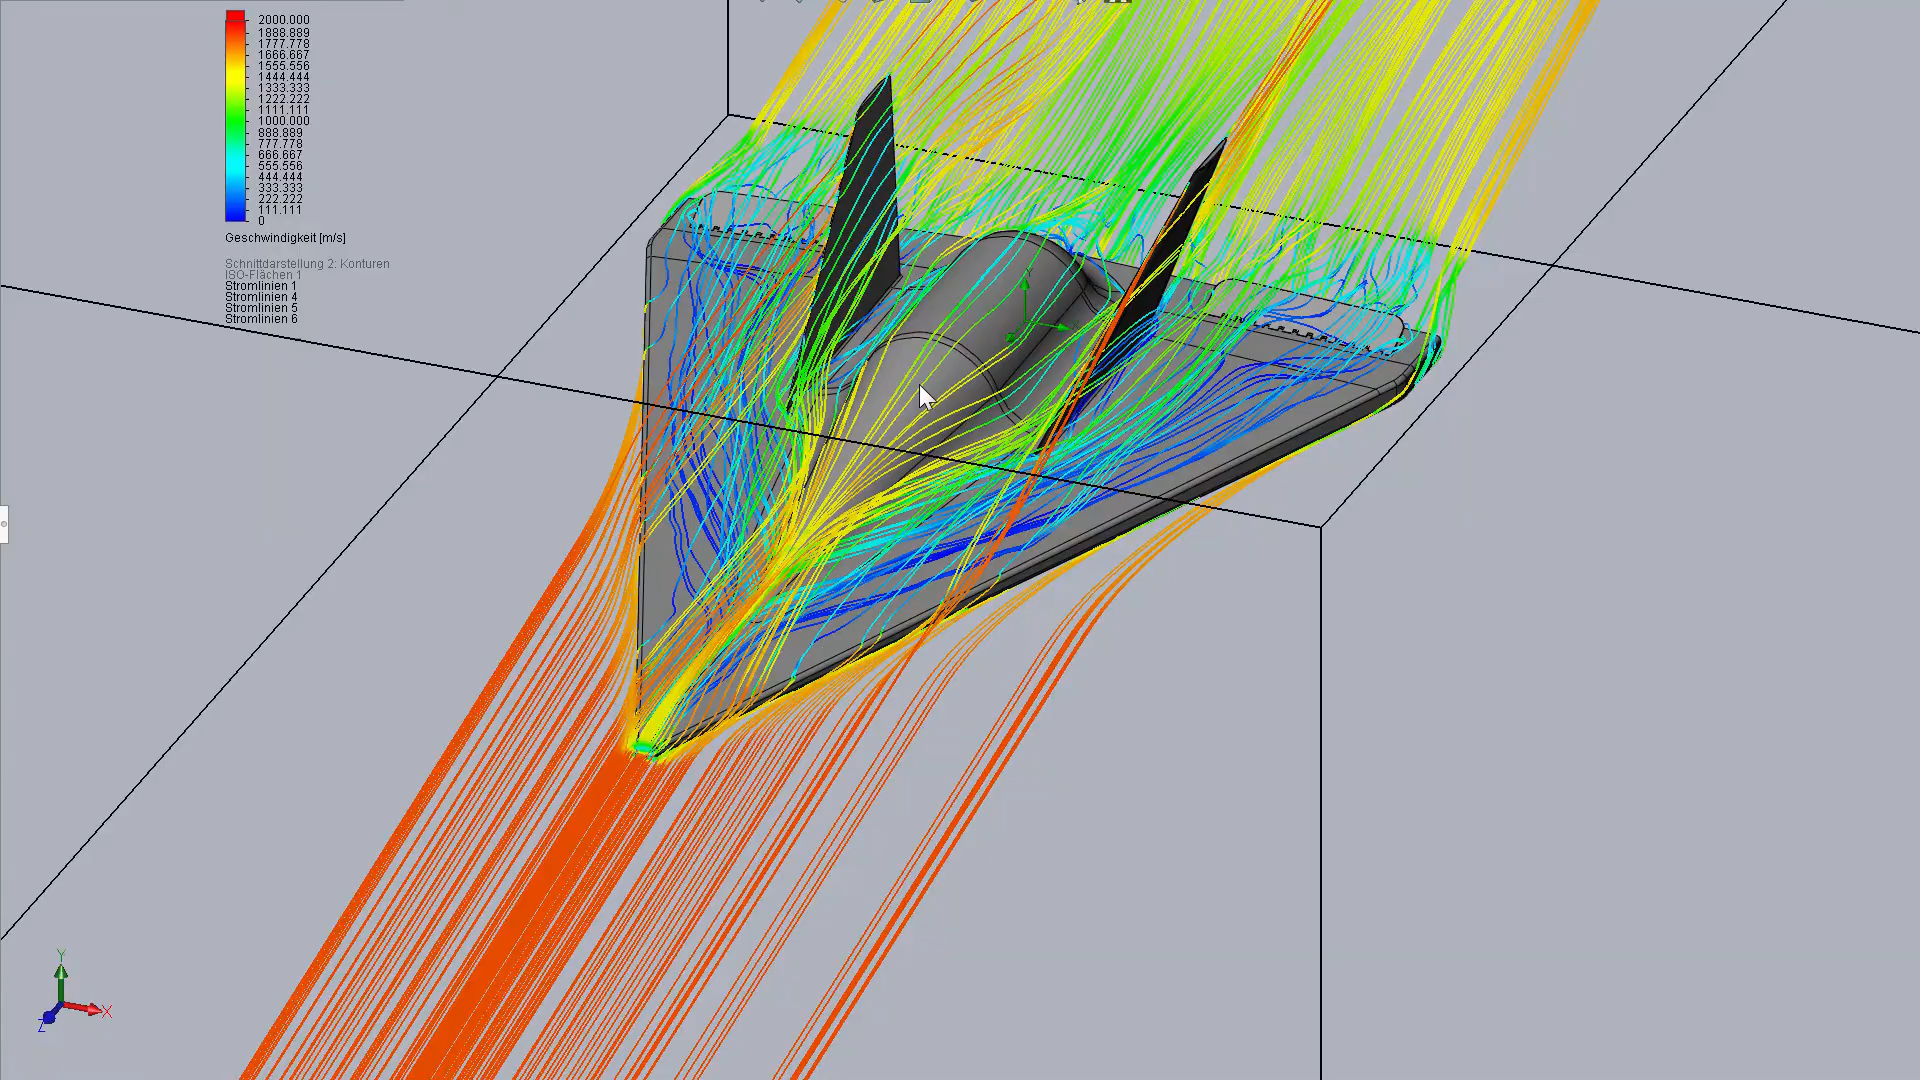 2000.000
1888.889
1777.778
1666.667
1555.556
1444.444
1333.333
1222.222
1111.111
1000.000
888.889
777.778
666.667
555.556
444.444
333.333
222.222
111.111
0
Geschwindigkeit [m/s]
Schnittdarstellung 2: Konturen
ISO-Flächen 1
Stromlinien 1
Stromlinien 4
Stromlinien 5
Stromlinien 6
Y
Y
X
Z